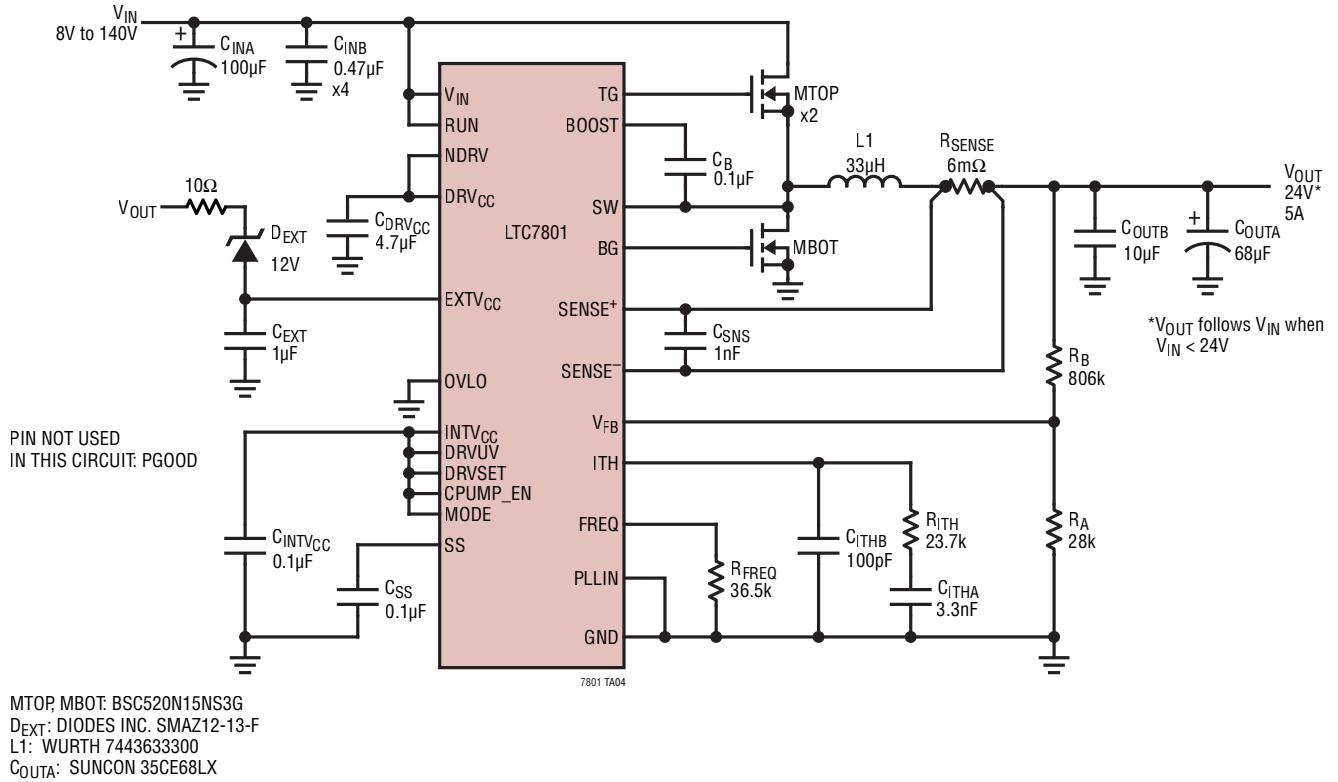 VIN
8V to 140V
+
CINA
100µF
CINB
0.47µF
x4
VIN
RUN
NDRV
DRVCC
CDRVCC
4.7µF
VOUT
10Ω
DEXT
12V
EXTVCC
CEXT
1µF
OVLO
PIN NOT USED
IN THIS CIRCUIT: PGOOD
INTVCC
DRVUV
DRVSET
CPUMP_EN
MODE
SS
CINTVCC
0.1µF
CSS
0.1µF
LTC7801
TG
BOOST
SW
BG
SENSE+
SENSE–
VFB
ITH
FREQ
PLLIN
GND
CB
0.1µF
MTOP
x2
MBOT
L1
33µH
RSENSE
6mΩ
CSNS
1nF
VOUT
24V*
5A
COUTB
10µF
+
COUTA
68µF
*VOUT follows VIN when
VIN < 24V
RB
806k
RA
28k
RFREQ
36.5k
CITHB
100pF
RITH
23.7k
CITHA
3.3nF
7801 TA04
MTOP, MBOT: BSC520N15NS3G
DEXT: DIODES INC. SMAZ12-13-F
L1: WURTH 7443633300
COUTA: SUNCON 35CE68LX